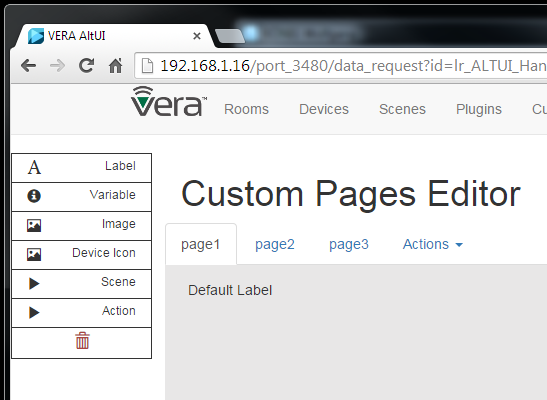 VERA AltUI
192.168.1.16/port_3480/data_request?id=lr_ALTUI_Han
vera™ Rooms Devices Scenes Plugins Cu
A Label
Variable
Image
Device Icon
Scene
Action
Custom Pages Editor
page1 page2 page3 Actions
Default Label